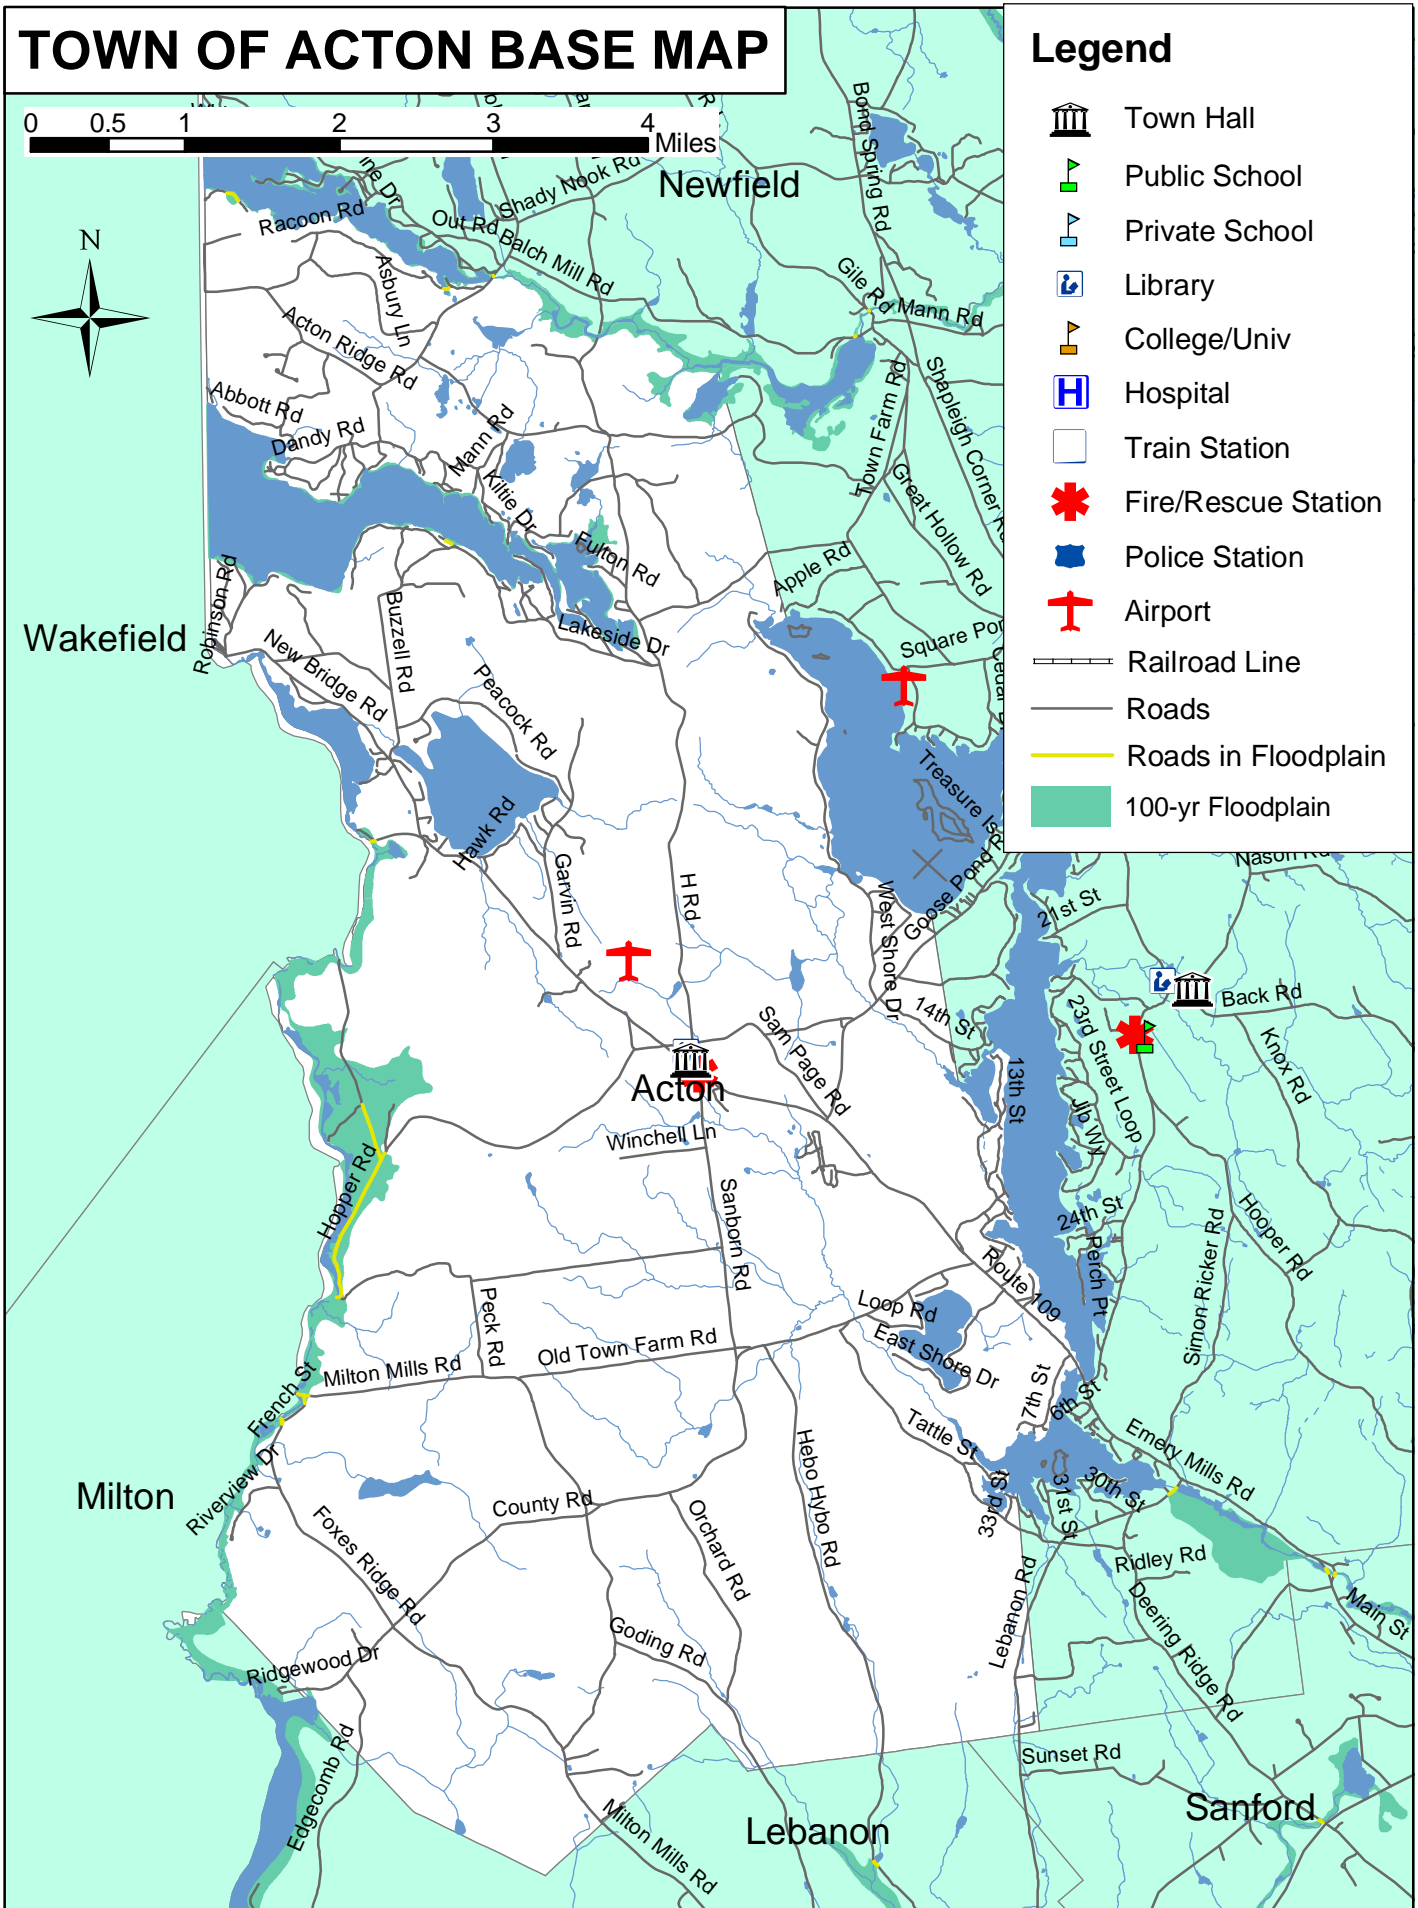 TOWN OF ACTON BASE MAP
0 0.5 1 2 3 4
Miles
Legend
Town Hall
Public School
Private School
Library
College/Univ
H
Hospital
Train Station
Fire/Rescue Station
Police Station
Airport
Railroad Line
Roads
Roads in Floodplain
100-yr Floodplain
N
Newfield
Bond Spring Rd
Shady Nook Rd
Racoon Rd
Out Rd
Balch Mill Rd
Asbury Ln
Gile Rd
Mann Rd
Acton Ridge Rd
Shapleigh Corner
Town Farm Rd
Abbott Rd
Dandy Rd
Mann Rd
Kiltie Dr
Great Hollow Rd
Fulton Rd
Apple Rd
Robinson Rd
Wakefield
Buzzell Rd
Lakeside Dr
Square
New Bridge Rd
Peacock Rd
Treasure
Hawk Rd
Garvin Rd
H Rd
West Shore Dr
Goose Pond
Nason Rd
21st St
Back Rd
14th St
23rd Street Loop
Knox Rd
Sam Page Rd
13th St
Acton
Jlp Wy
Winchell Ln
Hopper Rd
Sanborn Rd
24th St
Perch Pt
Hooper Rd
Simon Ricker Rd
Route 109
Loop Rd
Peck Rd
Old Town Farm Rd
East Shore Dr
Milton Mills Rd
French St
7th St
6th St
Tattle St
Emery Mills Rd
Hebo Hybo Rd
Riverview Dr
Milton
30th St
31st St
33rd St
County Rd
Orchard Rd
Foxes Ridge Rd
Ridley Rd
Lebanon Rd
Deering Ridge Rd
Main St
Goding Rd
Ridgewood Dr
Edgecomb Rd
Sunset Rd
Sanford
Lebanon
Milton Mills Rd